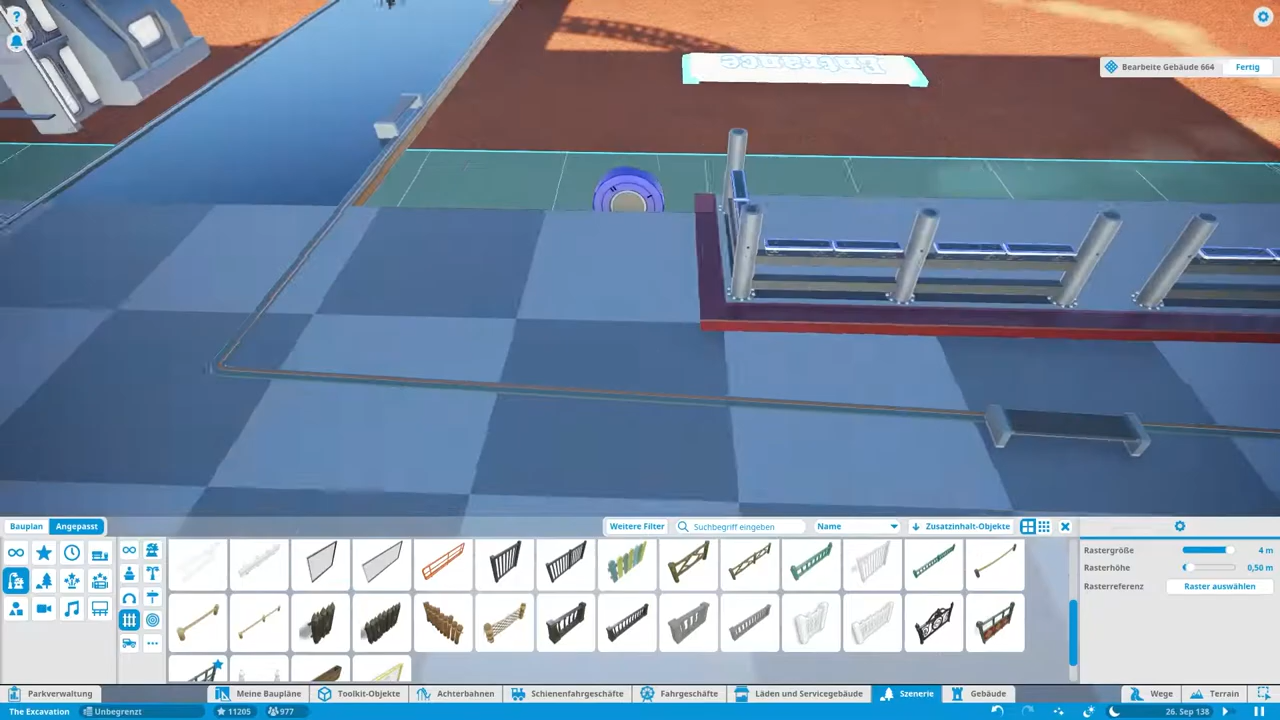 Entrance
Bearbeite Gebäude 664
Fertig
Bauplan
Angepasst
Weitere Filter
Suchbegriff eingeben
Name
Zusatzinhalt-Objekte
Rastergröße
4 m
Rasterhöhe
0,50 m
Rasterreferenz
Raster auswählen
Parkverwaltung
Meine Baupläne
Toolkit-Objekte
Achterbahnen
Schienenfahrgeschäfte
Fahrgeschäfte
Läden und Servicegebäude
Szenerie
Gebäude
Wege
Terrain
The Excavation
Unbegrenzt
11205
977
26. Sep 138